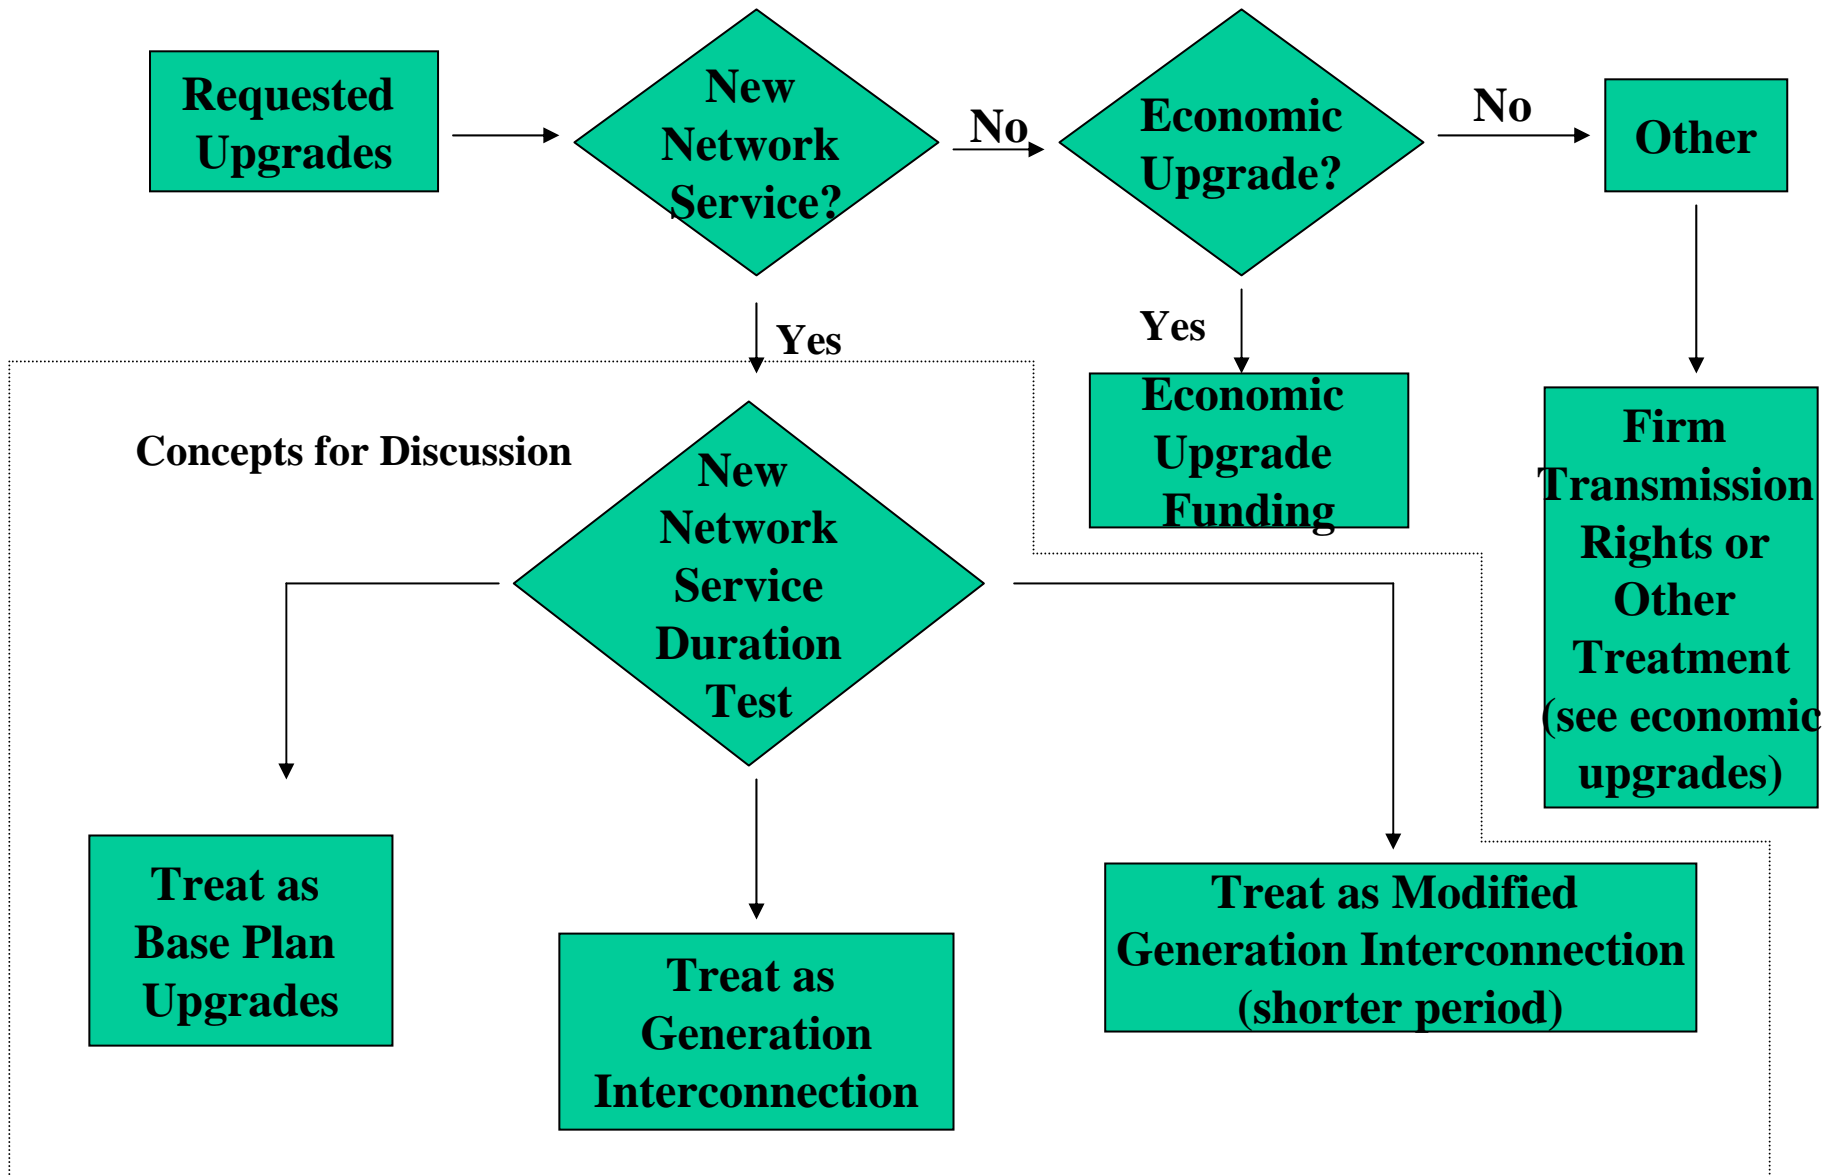 Requested
Upgrades
New
Network
Service?
No
Economic
Upgrade?
No
Other
Yes
Yes
Economic
Upgrade
Funding
Firm
Transmission
Rights or
Other
Treatment
(see economic
upgrades)
Concepts for Discussion
New
Network
Service
Duration
Test
Treat as
Base Plan
Upgrades
Treat as
Generation
Interconnection
Treat as Modified
Generation Interconnection
(shorter period)